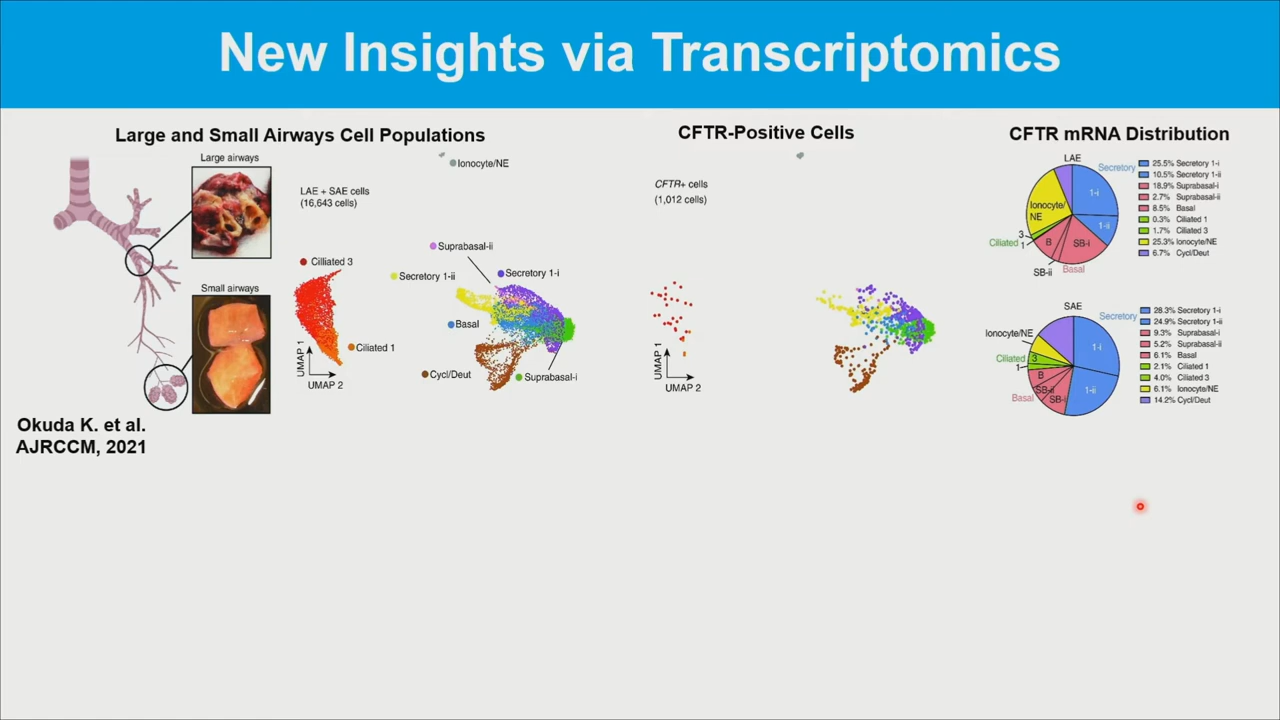 New Insights via Transcriptomics
Large and Small Airways Cell Populations
Large airways
Small airways
LAE + SAE cells
(16,643 cells)
Ionocyte/NE
Suprabasal-ii
Cilliated 3
Secretory 1-ii
Secretory 1-i
Basal
Ciliated 1
Cycl/Deut
Suprabasal-i
UMAP 1
UMAP 2
Okuda K. et al.
AJRCCM, 2021
CFTR-Positive Cells
CFTR+ cells
(1,012 cells)
UMAP 1
UMAP 2
CFTR mRNA Distribution
LAE
Secretory
1-i
1-ii
Ionocyte/
NE
3
Ciliated 1
B
SB-i
SB-ii
Basal
25.5% Secretory 1-i
10.5% Secretory 1-ii
18.9% Suprabasal-i
2.7% Suprabasal-ii
8.5% Basal
0.3% Ciliated 1
1.7% Ciliated 3
25.3% Ionocyte/NE
6.7% Cycl/Deut
SAE
Secretory
1-i
1-ii
Ionocyte/NE
Ciliated 3
1
B
SB-ii
SB-i
Basal
28.3% Secretory 1-i
24.9% Secretory 1-ii
9.3% Suprabasal-i
5.2% Suprabasal-ii
6.1% Basal
2.1% Ciliated 1
4.0% Ciliated 3
6.1% Ionocyte/NE
14.2% Cycl/Deut